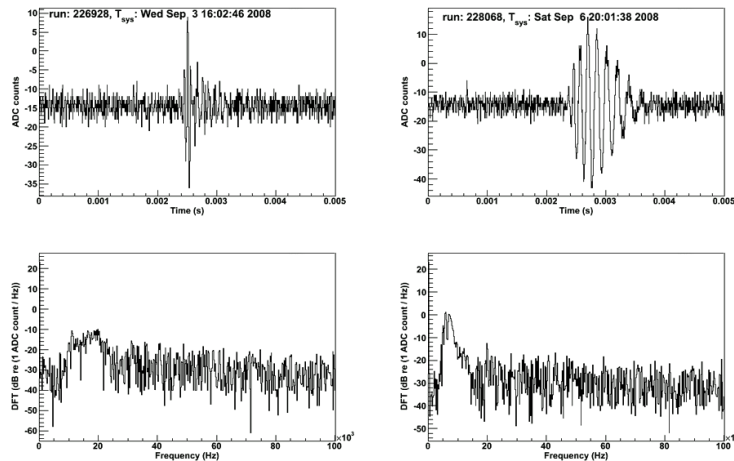 run: 226928, Tsys: Wed Sep 3 16:02:46 2008
ADC counts
10
5
0
-5
-10
-15
-20
-25
-30
-35
0 0.001 0.002 0.003 0.004 0.005
Time (s)
run: 228068, Tsys: Sat Sep 6 20:01:38 2008
ADC counts
10
0
-10
-20
-30
-40
0 0.001 0.002 0.003 0.004 0.005
Time (s)
DFT (dB re (1 ADC count / Hz))
20
10
0
-10
-20
-30
-40
-50
-60
0 20 40 60 80 100
×10³
Frequency (Hz)
DFT (dB re (1 ADC count / Hz))
20
10
0
-10
-20
-30
-40
-50
0 20 40 60 80 100
×1
Frequency (Hz)